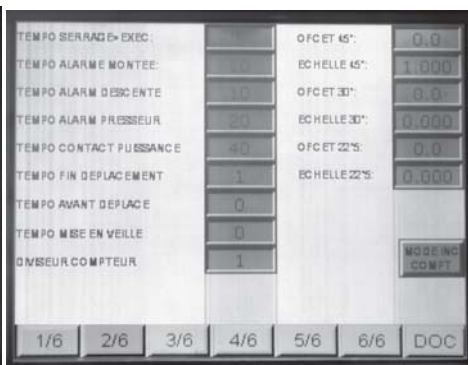 TEMPO SERRAGE>EXEC:
TEMPO ALARME MONTEE:
TEMPO ALARM DESCENTE 10
TEMPO ALARM PRESSEUR 20
TEMPO CONTACT PUISSANCE 40
TEMPO FIN DEPLACEMENT 1
TEMPO AVANT DEPLACE 0
TEMPO MISE EN VEILLE 0
DIVISEUR COMPTEUR 1
OFCET 45°: 0.0
ECHELLE 45°: 1.000
OFCET 30°: 0.0
ECHELLE 30°: 0.000
OFCET 22°5: 0.0
ECHELLE 22°5: 0.000
MODE INC
COMPT
1/6 2/6 3/6 4/6 5/6 6/6 DOC